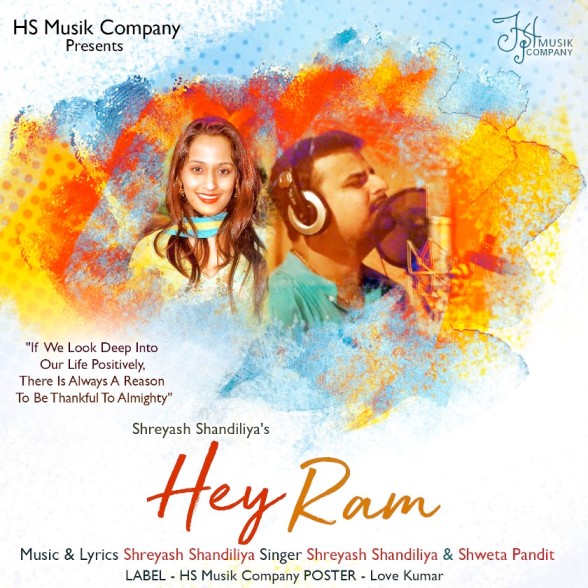 HS Musik Company
Presents
HS MUSIK
COMPANY
"If We Look Deep Into
Our Life Positively,
There Is Always A Reason
To Be Thankful To Almighty"
Shreyash Shandiliya's
Hey Ram
Music & Lyrics Shreyash Shandiliya Singer Shreyash Shandiliya & Shweta Pandit
LABEL - HS Musik Company POSTER - Love Kumar